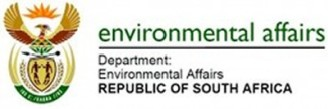 environmental affairs
Department:
Environmental Affairs
REPUBLIC OF SOUTH AFRICA